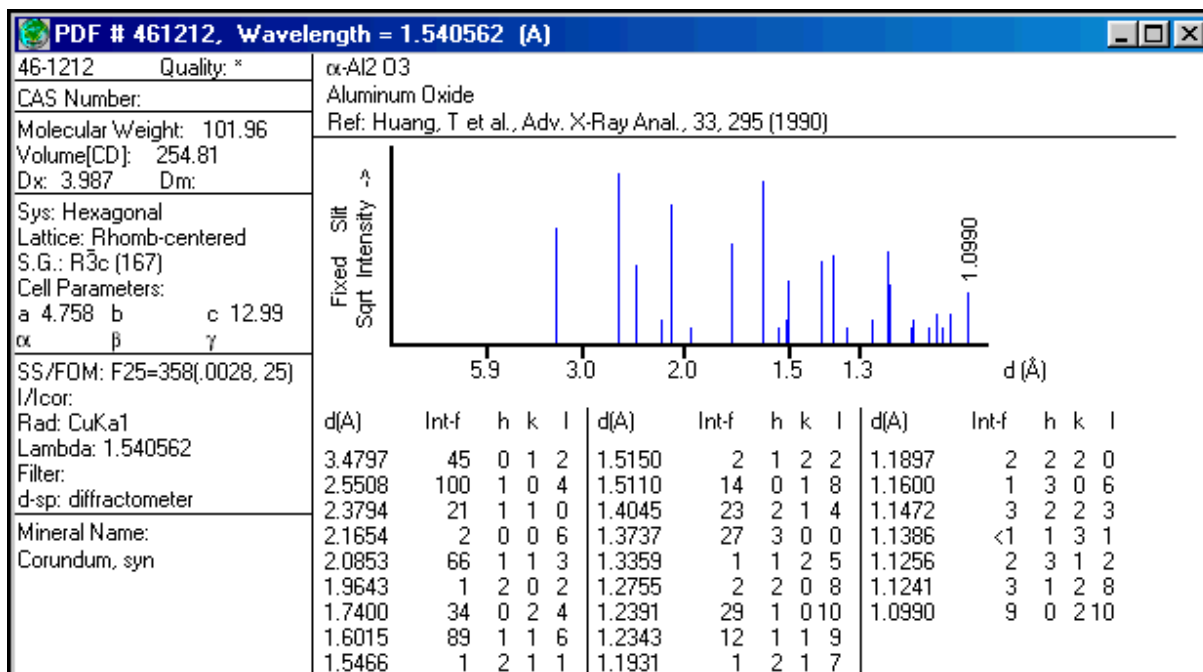 PDF # 461212, Wavelength = 1.540562 (A)
46-1212 Quality: *
CAS Number:
Molecular Weight: 101.96
Volume[CD]: 254.81
Dx: 3.987 Dm:
Sys: Hexagonal
Lattice: Rhomb-centered
S.G.: R3̄c (167)
Cell Parameters:
a 4.758 b c 12.99
α β γ
SS/FOM: F25=358(.0028, 25)
I/Icor:
Rad: CuKa1
Lambda: 1.540562
Filter:
d-sp: diffractometer
Mineral Name:
Corundum, syn
α-Al2 O3
Aluminum Oxide
Ref: Huang, T et al., Adv. X-Ray Anal., 33, 295 (1990)
Fixed Slit
Sqrt Intensity ->
1.0990
5.9 3.0 2.0 1.5 1.3 d (Å)
d(A) Int-f h k l d(A) Int-f h k l d(A) Int-f h k l
3.4797 45 0 1 2 1.5150 2 1 2 2 1.1897 2 2 2 0
2.5508 100 1 0 4 1.5110 14 0 1 8 1.1600 1 3 0 6
2.3794 21 1 1 0 1.4045 23 2 1 4 1.1472 3 2 2 3
2.1654 2 0 0 6 1.3737 27 3 0 0 1.1386 <1 1 3 1
2.0853 66 1 1 3 1.3359 1 1 2 5 1.1256 2 3 1 2
1.9643 1 2 0 2 1.2755 2 2 0 8 1.1241 3 1 2 8
1.7400 34 0 2 4 1.2391 29 1 0 10 1.0990 9 0 2 10
1.6015 89 1 1 6 1.2343 12 1 1 9
1.5466 1 2 1 1 1.1931 1 2 1 7